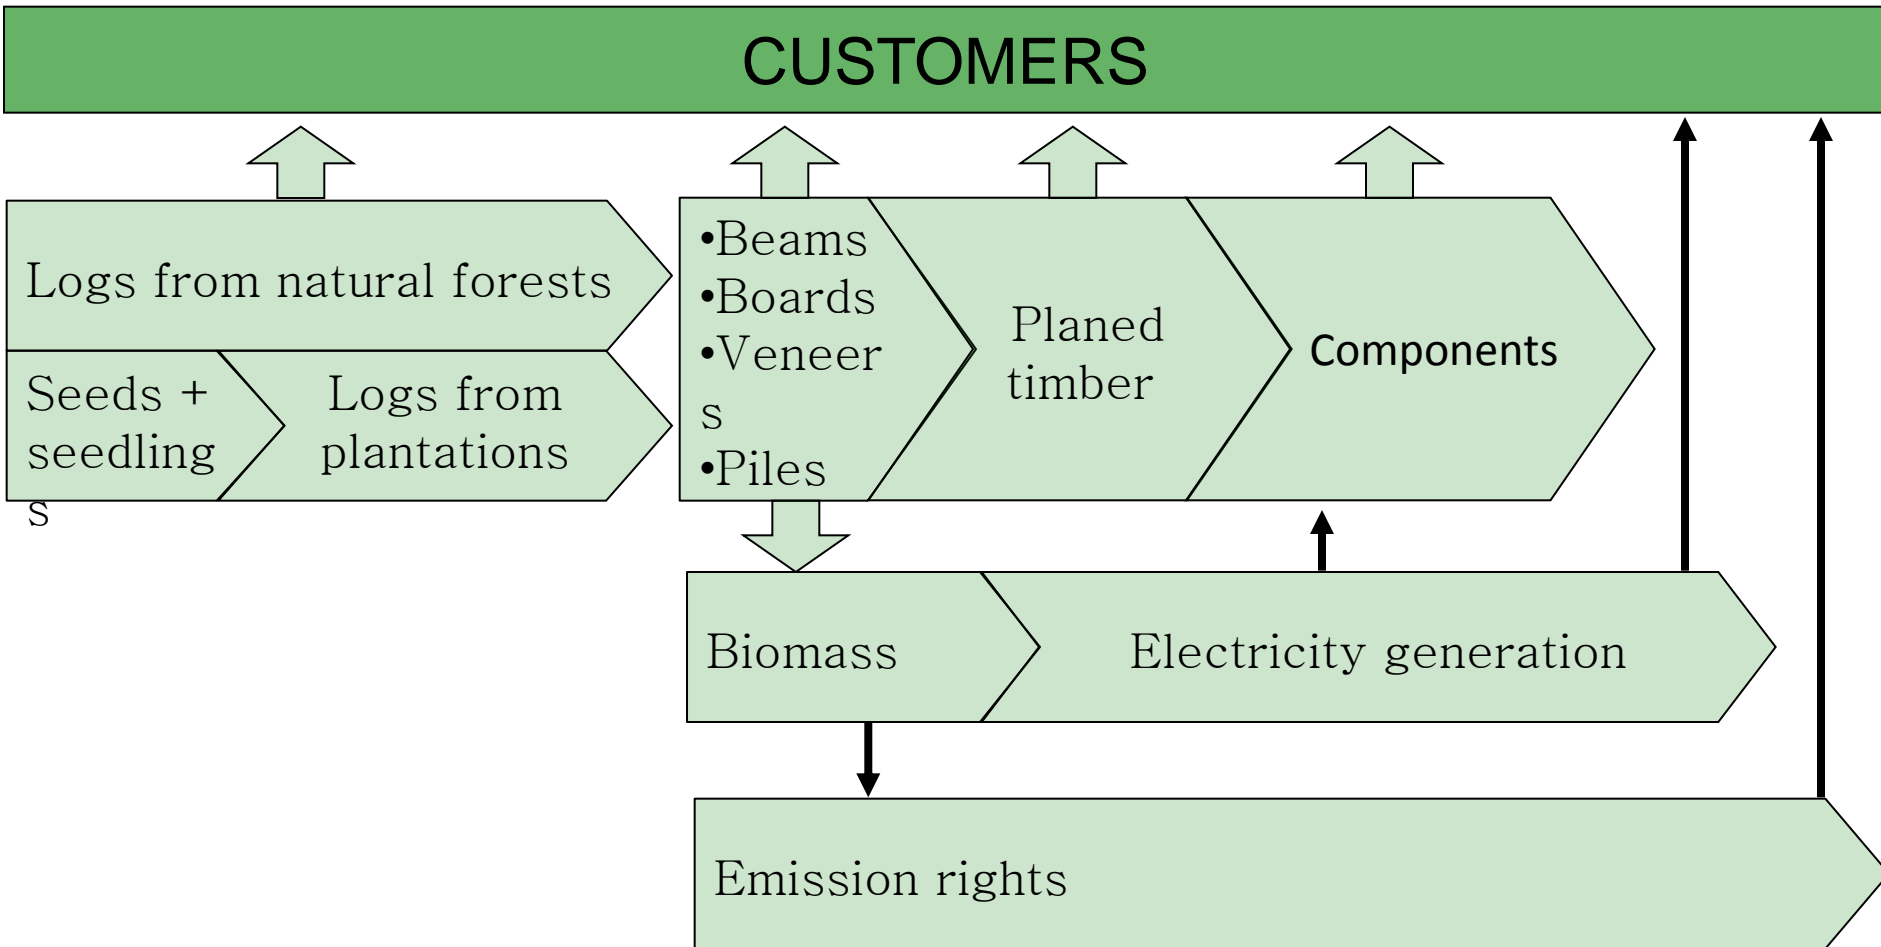 CUSTOMERS
Logs from natural forests
Seeds +
seedling
s
Logs from
plantations
•Beams
•Boards
•Veneer
s
•Piles
Planed
timber
Components
Biomass
Electricity generation
Emission rights